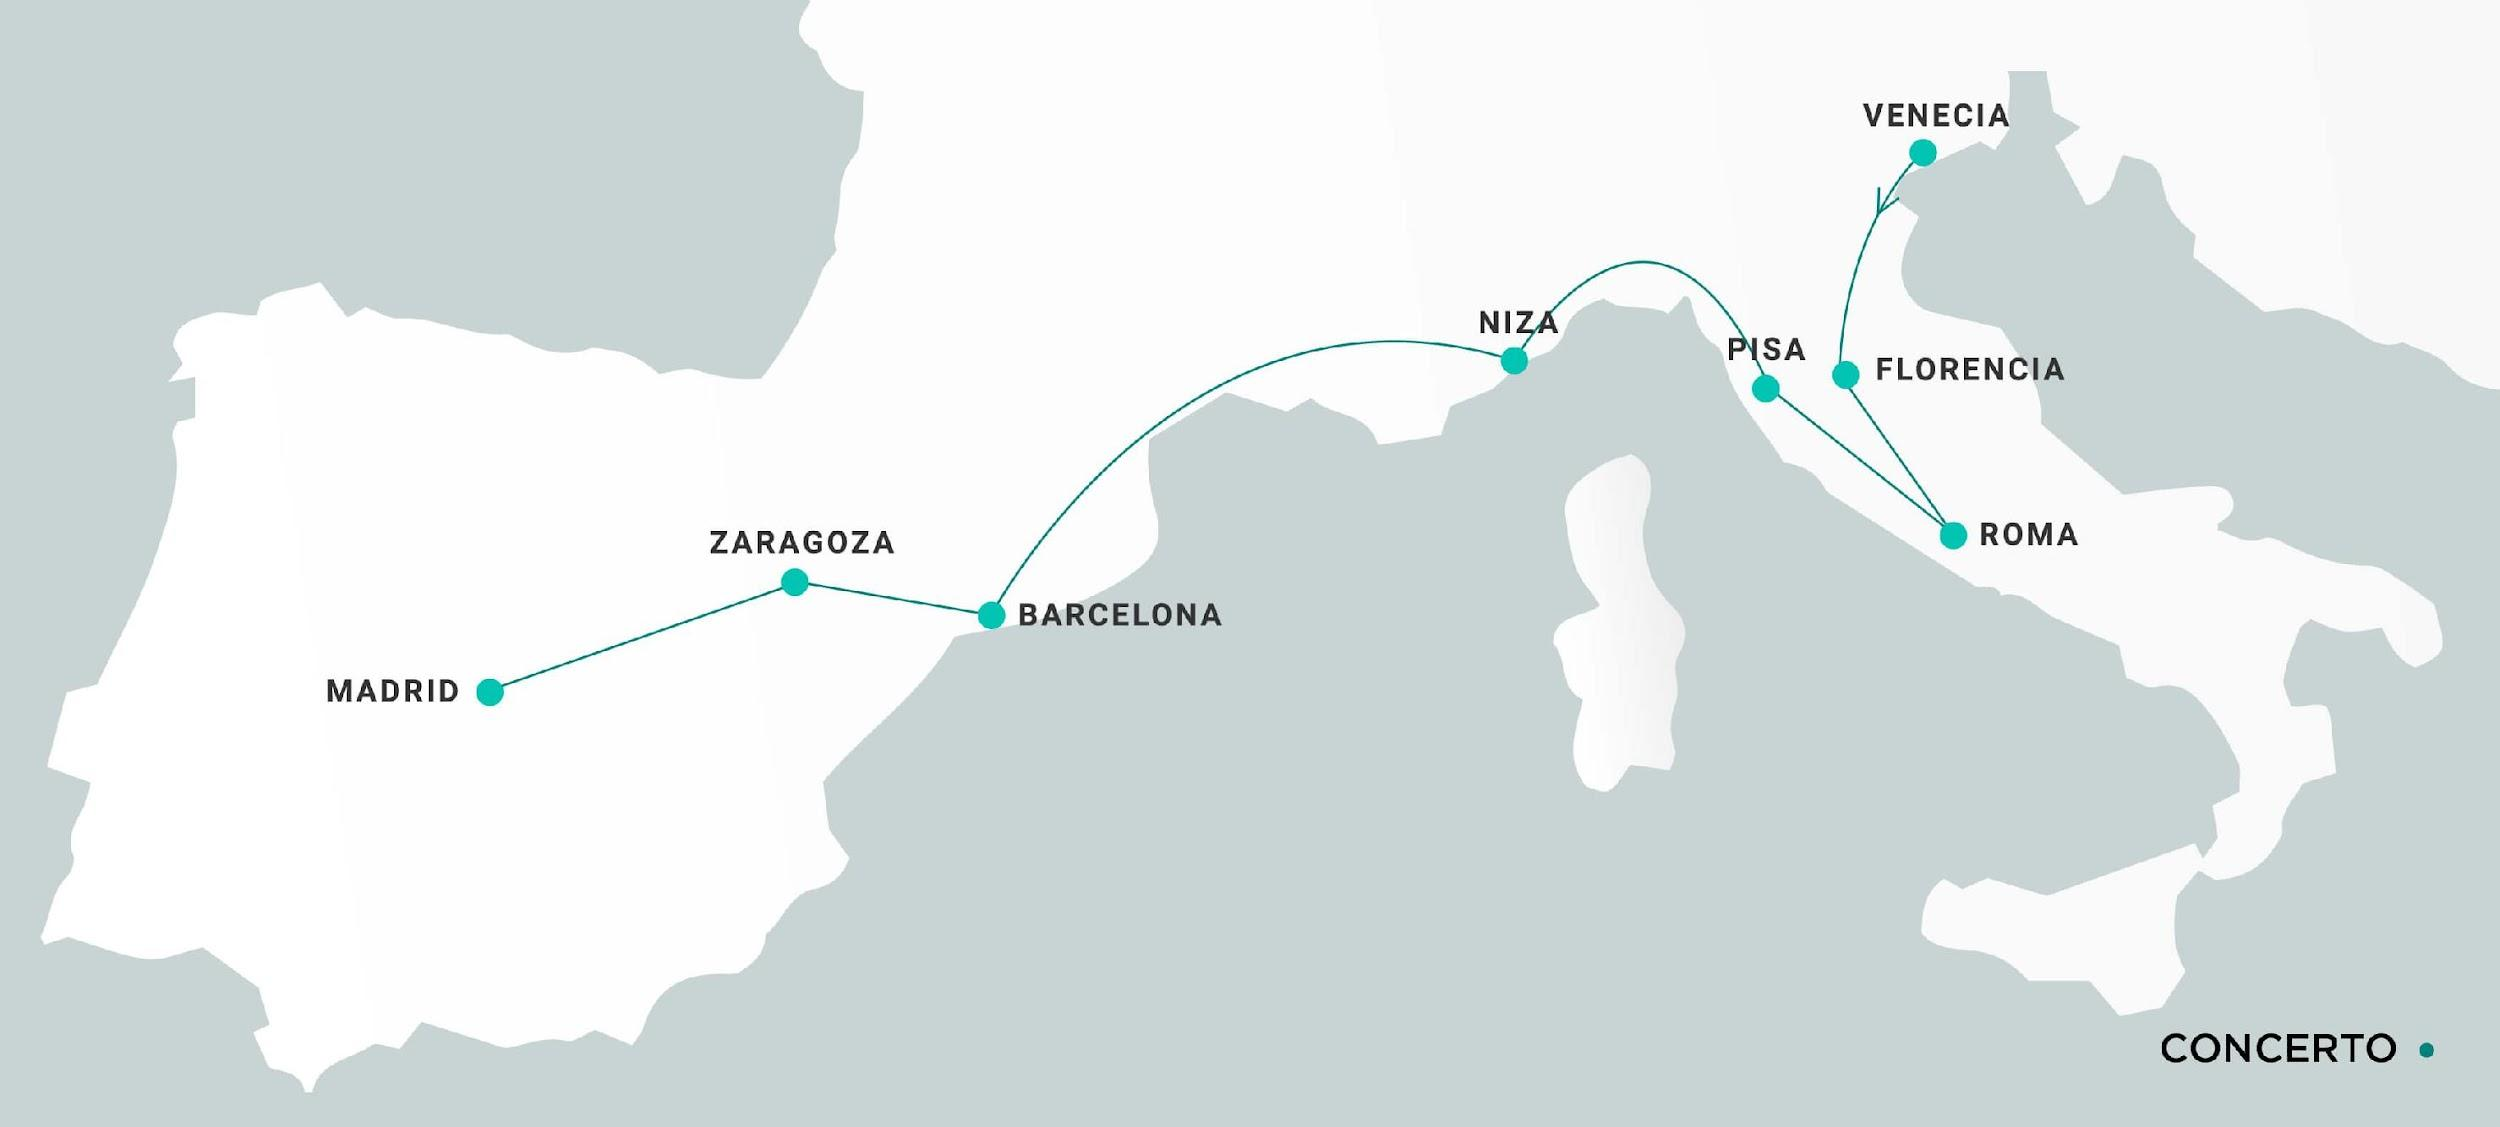 VENECIA
NIZA
PISA
FLORENCIA
ZARAGOZA
ROMA
BARCELONA
MADRID
CONCERTO